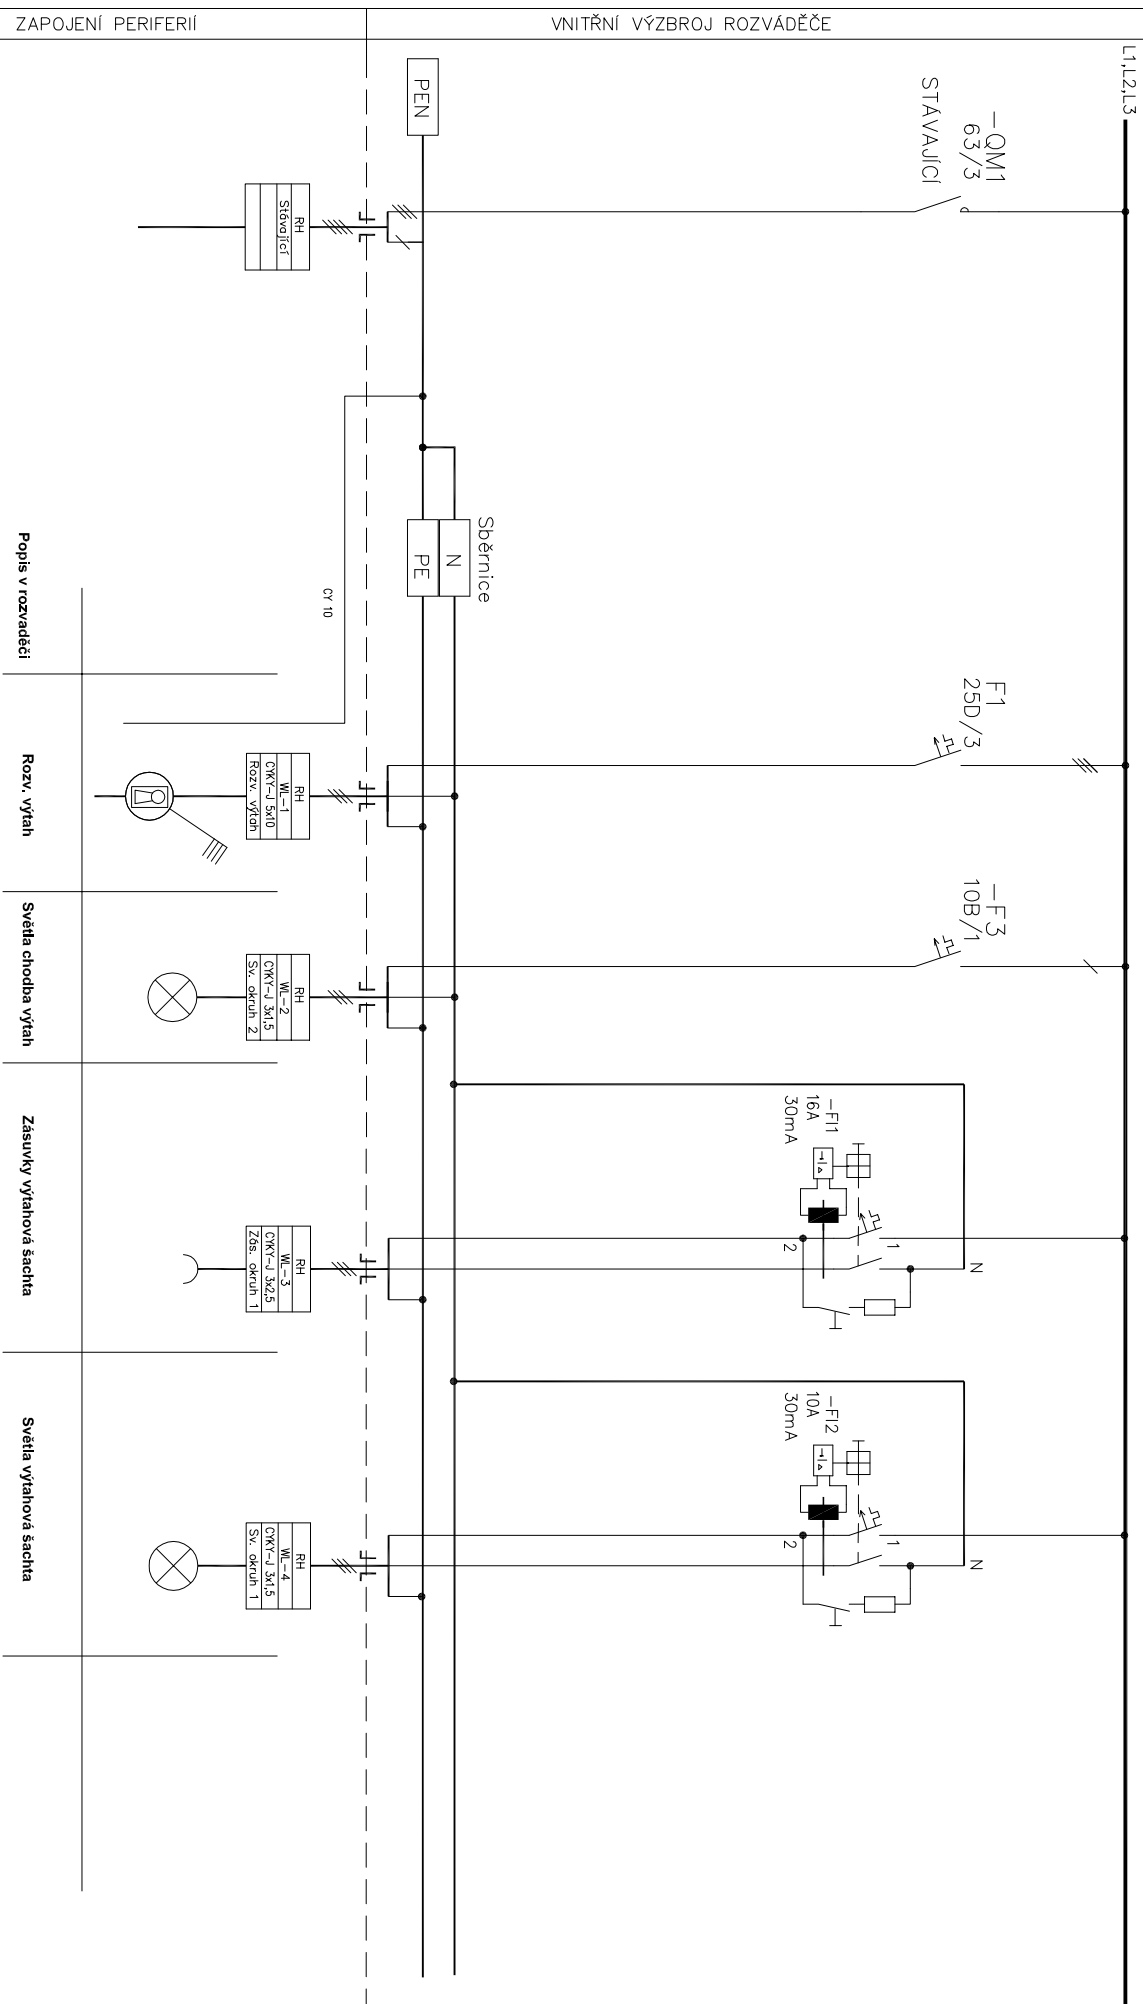 ZAPOJENÍ PERIFERIÍ
VNITŘNÍ VÝZBROJ ROZVÁDĚČE
L1,L2,L3
-QM1
63/3
STÁVAJÍCÍ
PEN
RH
Stávající
Sběrnice
N
PE
CY 10
F1
25D/3
RH
WL-1
CYKY-J 5x10
Rozv. výtah
-F3
10B/1
RH
WL-2
CYKY-J 3x1,5
Sv. okruh 2
-FI1
16A
30mA
1
N
2
RH
WL-3
CYKY-J 3x2,5
Zás. okruh 1
-FI2
10A
30mA
1
N
2
RH
WL-4
CYKY-J 3x1,5
Sv. okruh 1
Popis v rozvaděči
Rozv. výtah
Světla chodba výtah
Zásuvky výtahová šachta
Světla výtahová šachta